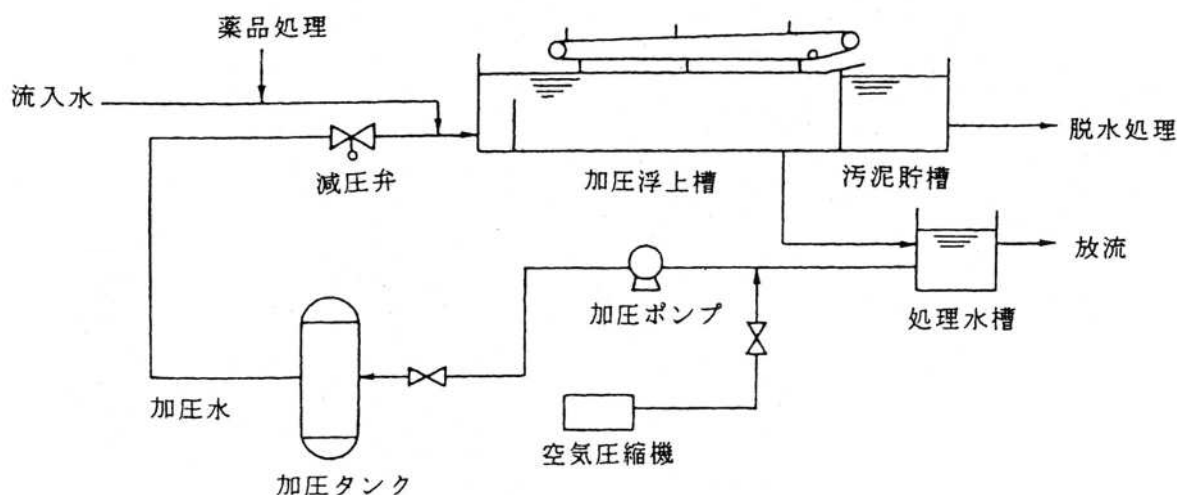 薬品処理
流入水
脱水処理
減圧弁
加圧浮上槽
汚泥貯槽
放流
加圧ポンプ
処理水槽
加圧水
空気圧縮機
加圧タンク